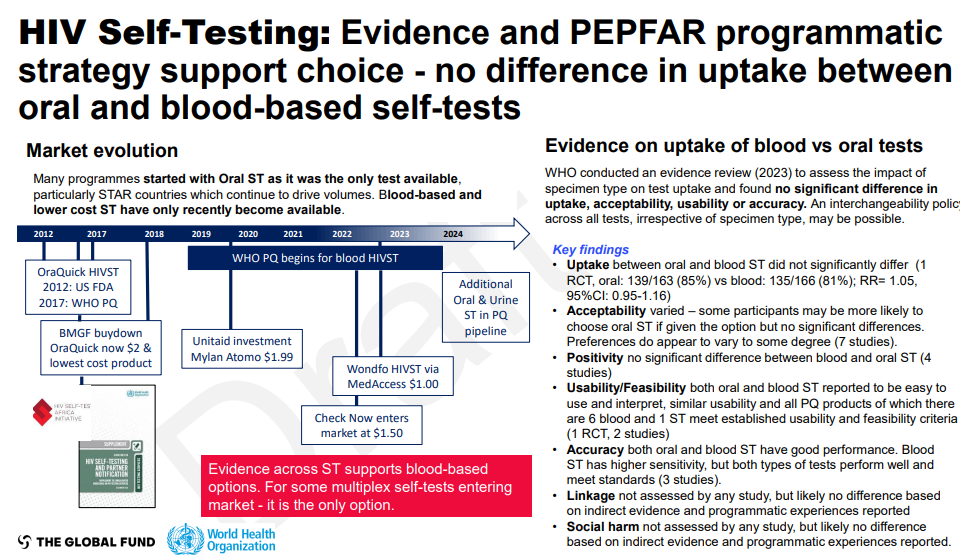 HIV Self-Testing: Evidence and PEPFAR programmatic
strategy support choice - no difference in uptake between
oral and blood-based self-tests
Market evolution
Many programmes started with Oral ST as it was the only test available,
particularly STAR countries which continue to drive volumes. Blood-based and
lower cost ST have only recently become available.
2012 2017 2018 2019 2020 2021 2022 2023 2024
WHO PQ begins for blood HIVST
OraQuick HIVST
2012: US FDA
2017: WHO PQ
BMGF buydown
OraQuick now $2 &
lowest cost product
Unitaid investment
Mylan Atomo $1.99
Additional
Oral & Urine
ST in PQ
pipeline
Wondfo HIVST via
MedAccess $1.00
Check Now enters
market at $1.50
HIV SELF-TES
AFRICA
INITIATIVE
SUPPLEMENT
HIV SELF-TESTING
AND PARTNER
NOTIFICATION
Evidence across ST supports blood-based
options. For some multiplex self-tests entering
market - it is the only option.
Draft
THE GLOBAL FUND
World Health
Organization
Evidence on uptake of blood vs oral tests
WHO conducted an evidence review (2023) to assess the impact of
specimen type on test uptake and found no significant difference in
uptake, acceptability, usability or accuracy. An interchangeability policy
across all tests, irrespective of specimen type, may be possible.
Key findings
• Uptake between oral and blood ST did not significantly differ (1
RCT, oral: 139/163 (85%) vs blood: 135/166 (81%); RR= 1.05,
95%CI: 0.95-1.16)
• Acceptability varied – some participants may be more likely to
choose oral ST if given the option but no significant differences.
Preferences do appear to vary to some degree (7 studies).
• Positivity no significant difference between blood and oral ST (4
studies)
• Usability/Feasibility both oral and blood ST reported to be easy to
use and interpret, similar usability and all PQ products of which there
are 6 blood and 1 ST meet established usability and feasibility criteria
(1 RCT, 2 studies)
• Accuracy both oral and blood ST have good performance. Blood
ST has higher sensitivity, but both types of tests perform well and
meet standards (3 studies).
• Linkage not assessed by any study, but likely no difference based
on indirect evidence and programmatic experiences reported
• Social harm not assessed by any study, but likely no difference
based on indirect evidence and programmatic experiences reported.